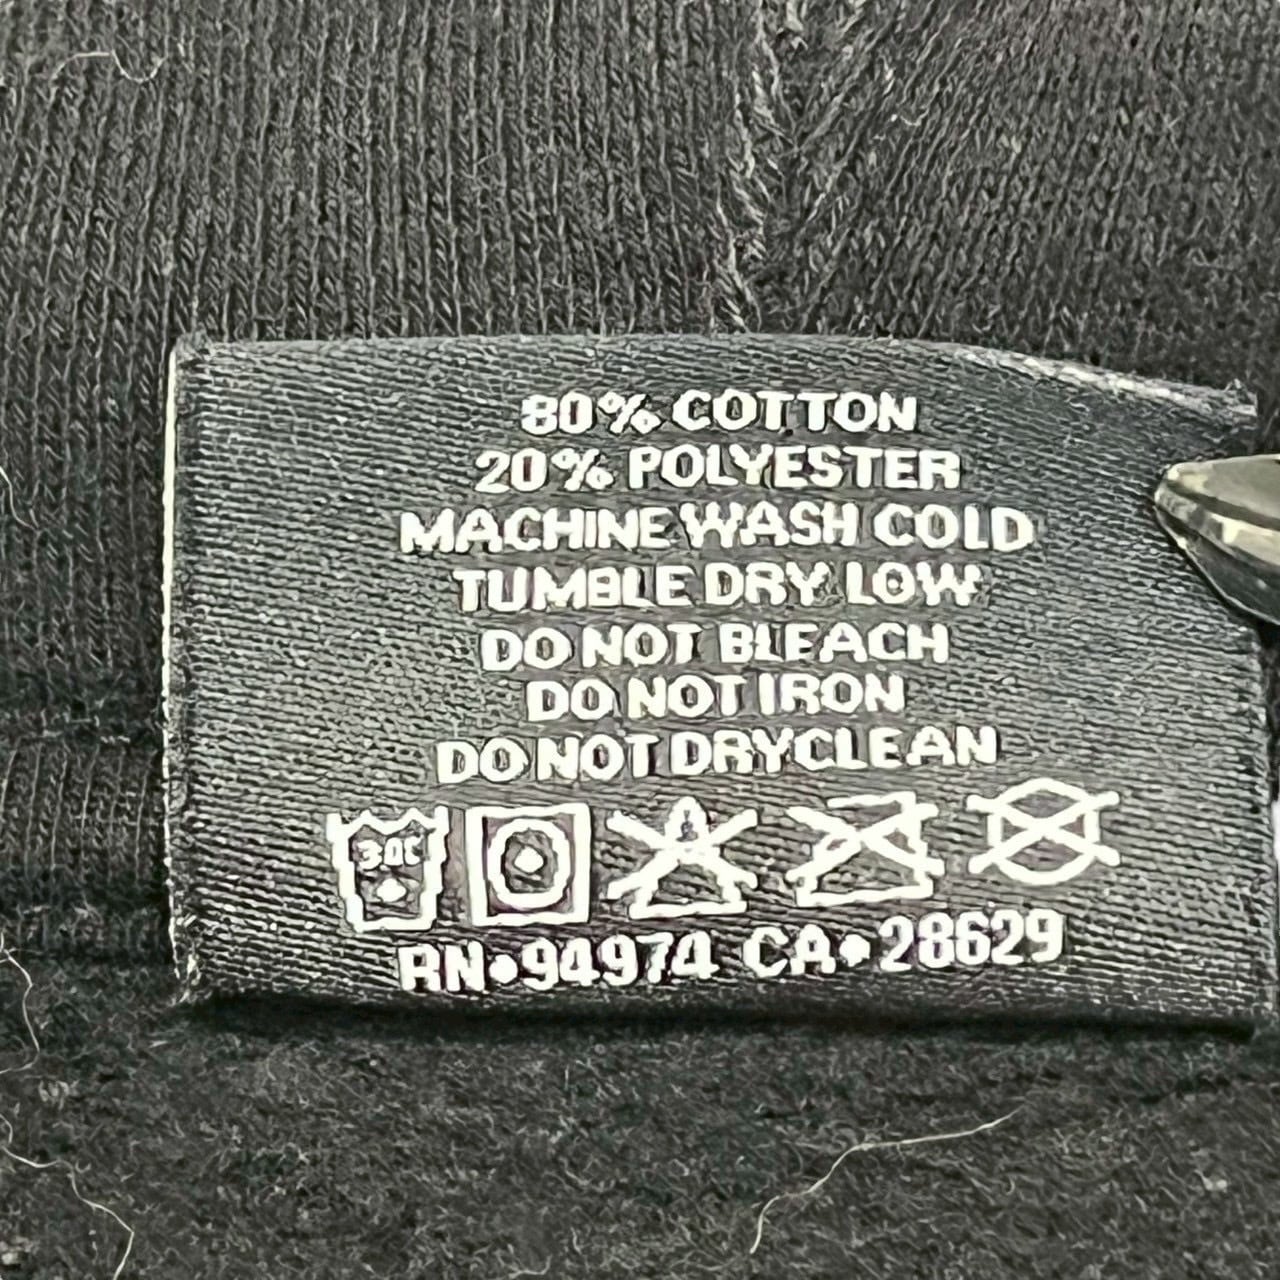 80% COTTON
20% POLYESTER
MACHINE WASH COLD
TUMBLE DRY LOW
DO NOT BLEACH
DO NOT IRON
DO NOT DRYCLEAN
30C
RN•94974 CA•28629